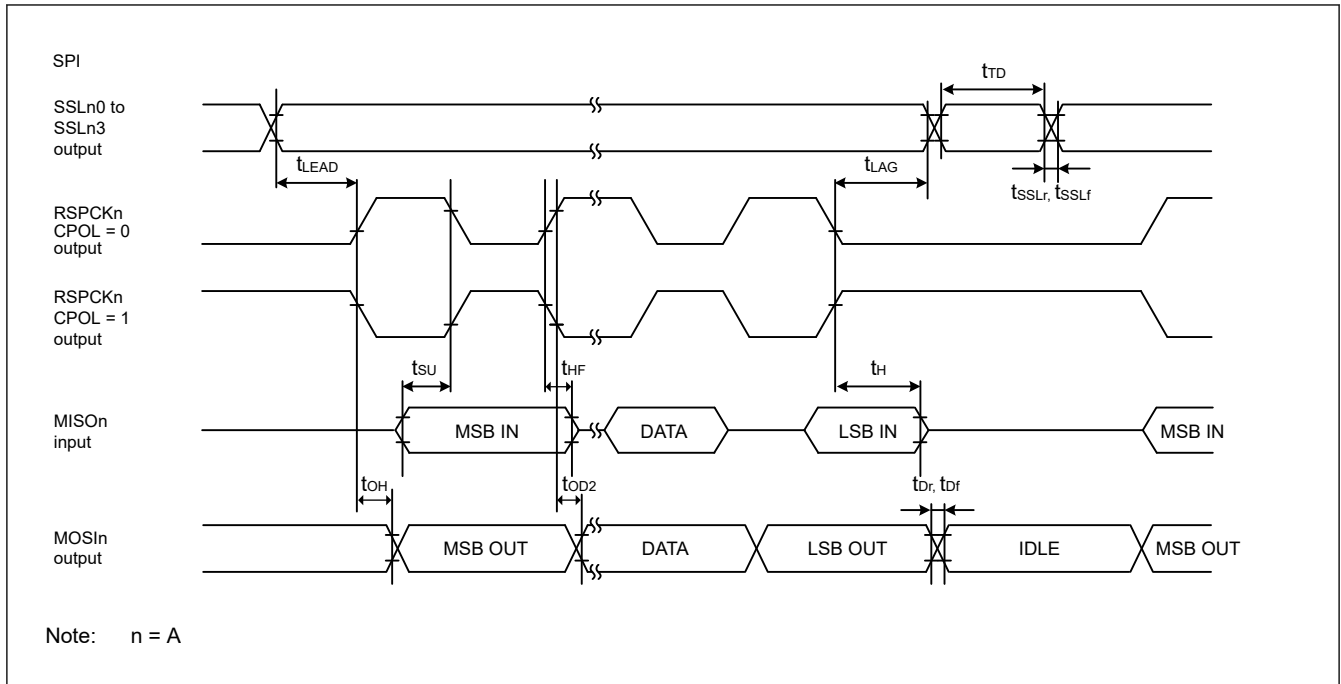 SPI
SSLn0 to
SSLn3
output
tTD
tLEAD
tLAG
tSSLr, tSSLf
RSPCKn
CPOL = 0
output
RSPCKn
CPOL = 1
output
tSU
tHF
tH
MISOn
input
MSB IN
DATA
LSB IN
MSB IN
tOH
tOD2
tDr, tDf
MOSIn
output
MSB OUT
DATA
LSB OUT
IDLE
MSB OUT
Note: n = A